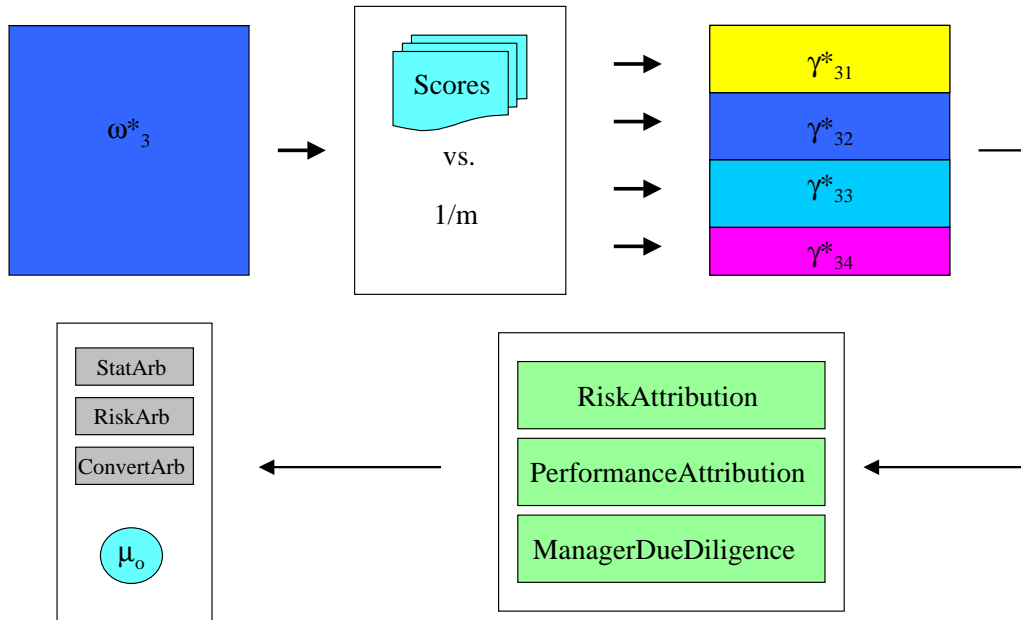 ω*3
Scores
vs.
1/m
γ*31
γ*32
γ*33
γ*34
StatArb
RiskArb
ConvertArb
μo
RiskAttribution
PerformanceAttribution
ManagerDueDiligence